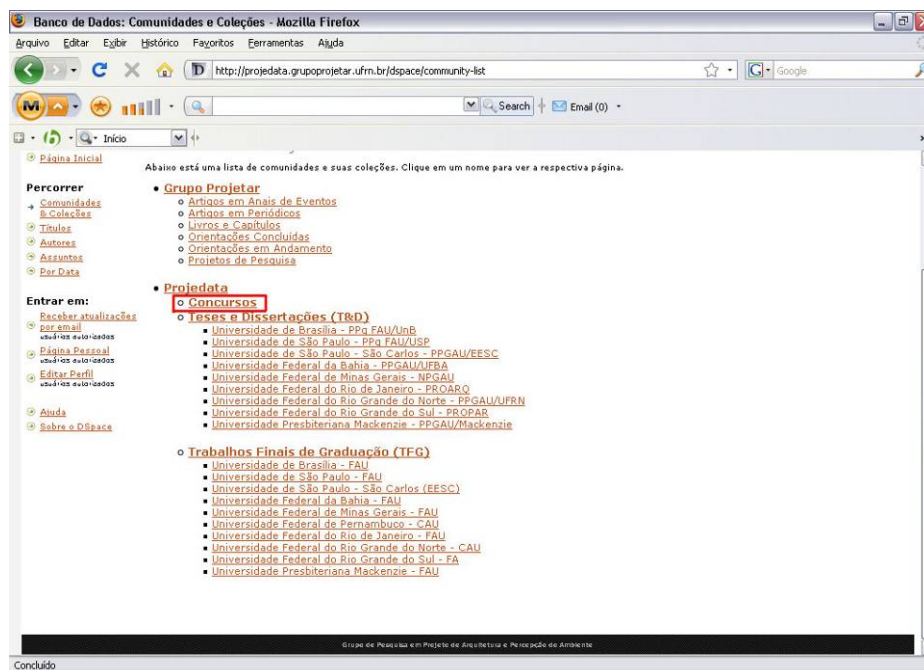 Banco de Dados: Comunidades e Coleções - Mozilla Firefox
Arquivo Editar Exibir Histórico Favoritos Ferramentas Ajuda
http://projedata.grupoprojetar.ufrn.br/dspace/community-list
Google
Search
Email (0)
Início
Página Inicial
Abaixo está uma lista de comunidades e suas coleções. Clique em um nome para ver a respectiva página.
Percorrer
Comunidades
& Coleções
Títulos
Autores
Assuntos
Por Data
Entrar em:
Receber atualizações
por email
usuários autorizados
Página Pessoal
usuários autorizados
Editar Perfil
usuários autorizados
Ajuda
Sobre o DSpace
Grupo Projetar
Artigos em Anais de Eventos
Artigos em Periódicos
Livros e Capítulos
Orientações Concluídas
Orientações em Andamento
Projetos de Pesquisa
Projedata
Concursos
Teses e Dissertações (T&D)
Universidade de Brasília - PPg FAU/UnB
Universidade de São Paulo - PPg FAU/USP
Universidade de São Paulo - São Carlos - PPGAU/EESC
Universidade Federal da Bahia - PPGAU/UFBA
Universidade Federal de Minas Gerais - NPGAU
Universidade Federal do Rio de Janeiro - PROARQ
Universidade Federal do Rio Grande do Norte - PPGAU/UFRN
Universidade Federal do Rio Grande do Sul - PROPAR
Universidade Presbiteriana Mackenzie - PPGAU/Mackenzie
Trabalhos Finais de Graduação (TFG)
Universidade de Brasília - FAU
Universidade de São Paulo - FAU
Universidade de São Paulo - São Carlos (EESC)
Universidade Federal da Bahia - FAU
Universidade Federal de Minas Gerais - FAU
Universidade Federal de Pernambuco - CAU
Universidade Federal do Rio de Janeiro - FAU
Universidade Federal do Rio Grande do Norte - CAU
Universidade Federal do Rio Grande do Sul - FA
Universidade Presbiteriana Mackenzie - FAU
Grupo de Pesquisa em Projeto de Arquitetura e Percepção do Ambiente
Concluído